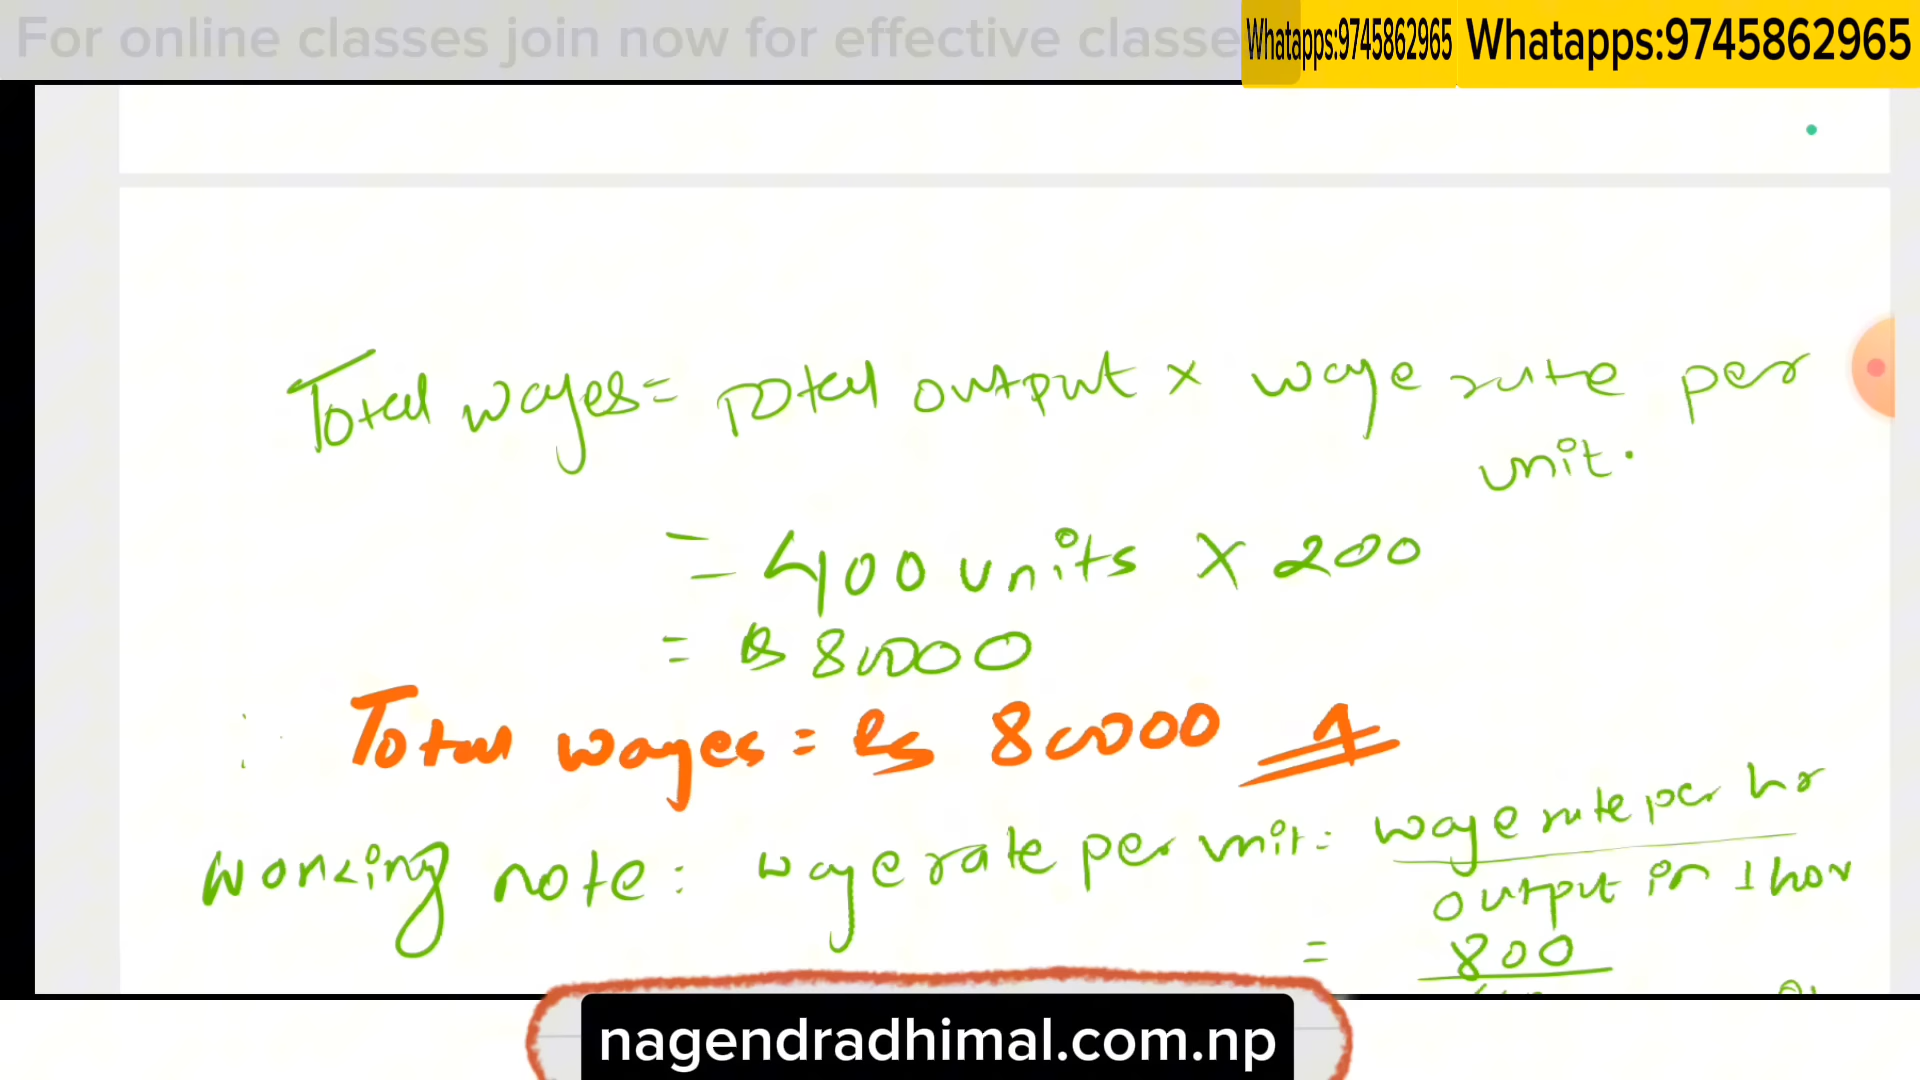 For online classes join now for effective classe
Whatapps:9745862965 Whatapps:9745862965
Total wages = Total output × wage rate per
unit.
= 400 units × 200
= Rs 80000
∴ Total wages = Rs 80000
Working note: wage rate per unit = wage rate per hr
output in 1 hour
= 800
nagendradhimal.com.np